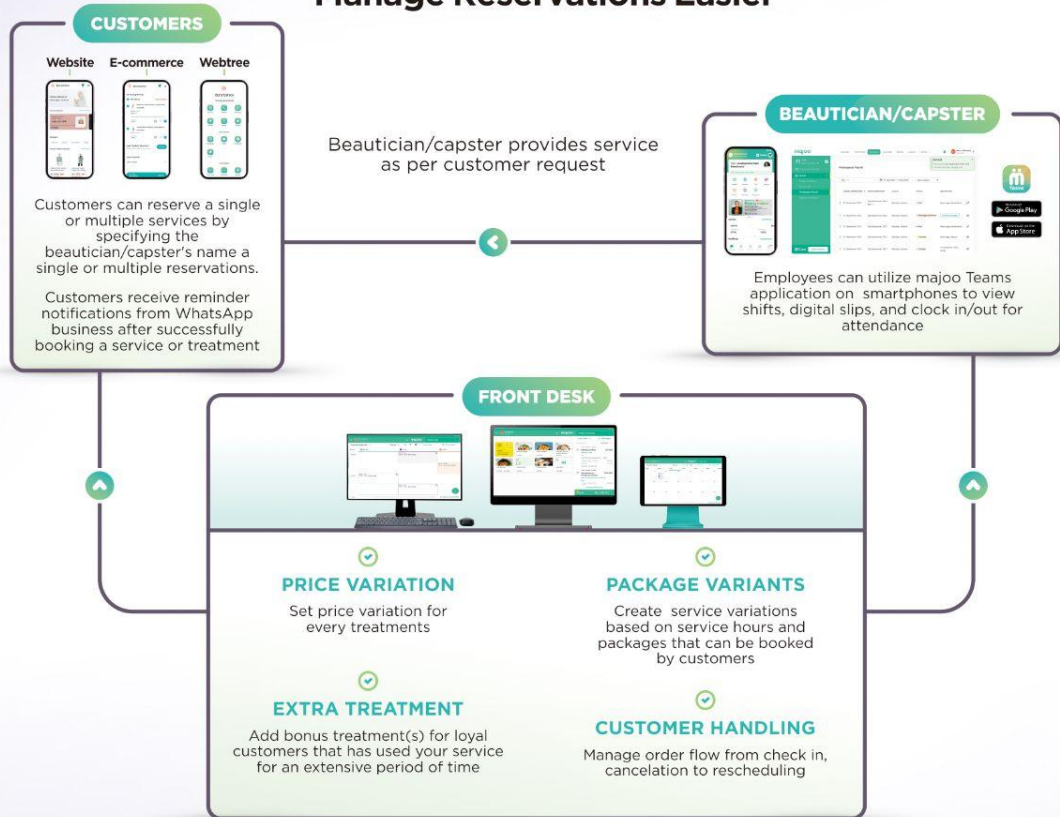 Manage Reservations Easier
CUSTOMERS
Website
E-commerce
Webtree
Customers can reserve a single
or multiple services by
specifying the
beautician/capster's name a
single or multiple reservations.
Customers receive reminder
notifications from WhatsApp
business after successfully
booking a service or treatment
Beautician/capster provides service
as per customer request
BEAUTICIAN/CAPSTER
majoo
Teams
Google Play
App Store
Employees can utilize majoo Teams
application on smartphones to view
shifts, digital slips, and clock in/out for
attendance
FRONT DESK
PRICE VARIATION
Set price variation for
every treatments
PACKAGE VARIANTS
Create service variations
based on service hours and
packages that can be booked
by customers
EXTRA TREATMENT
Add bonus treatment(s) for loyal
customers that has used your service
for an extensive period of time
CUSTOMER HANDLING
Manage order flow from check in,
cancelation to rescheduling